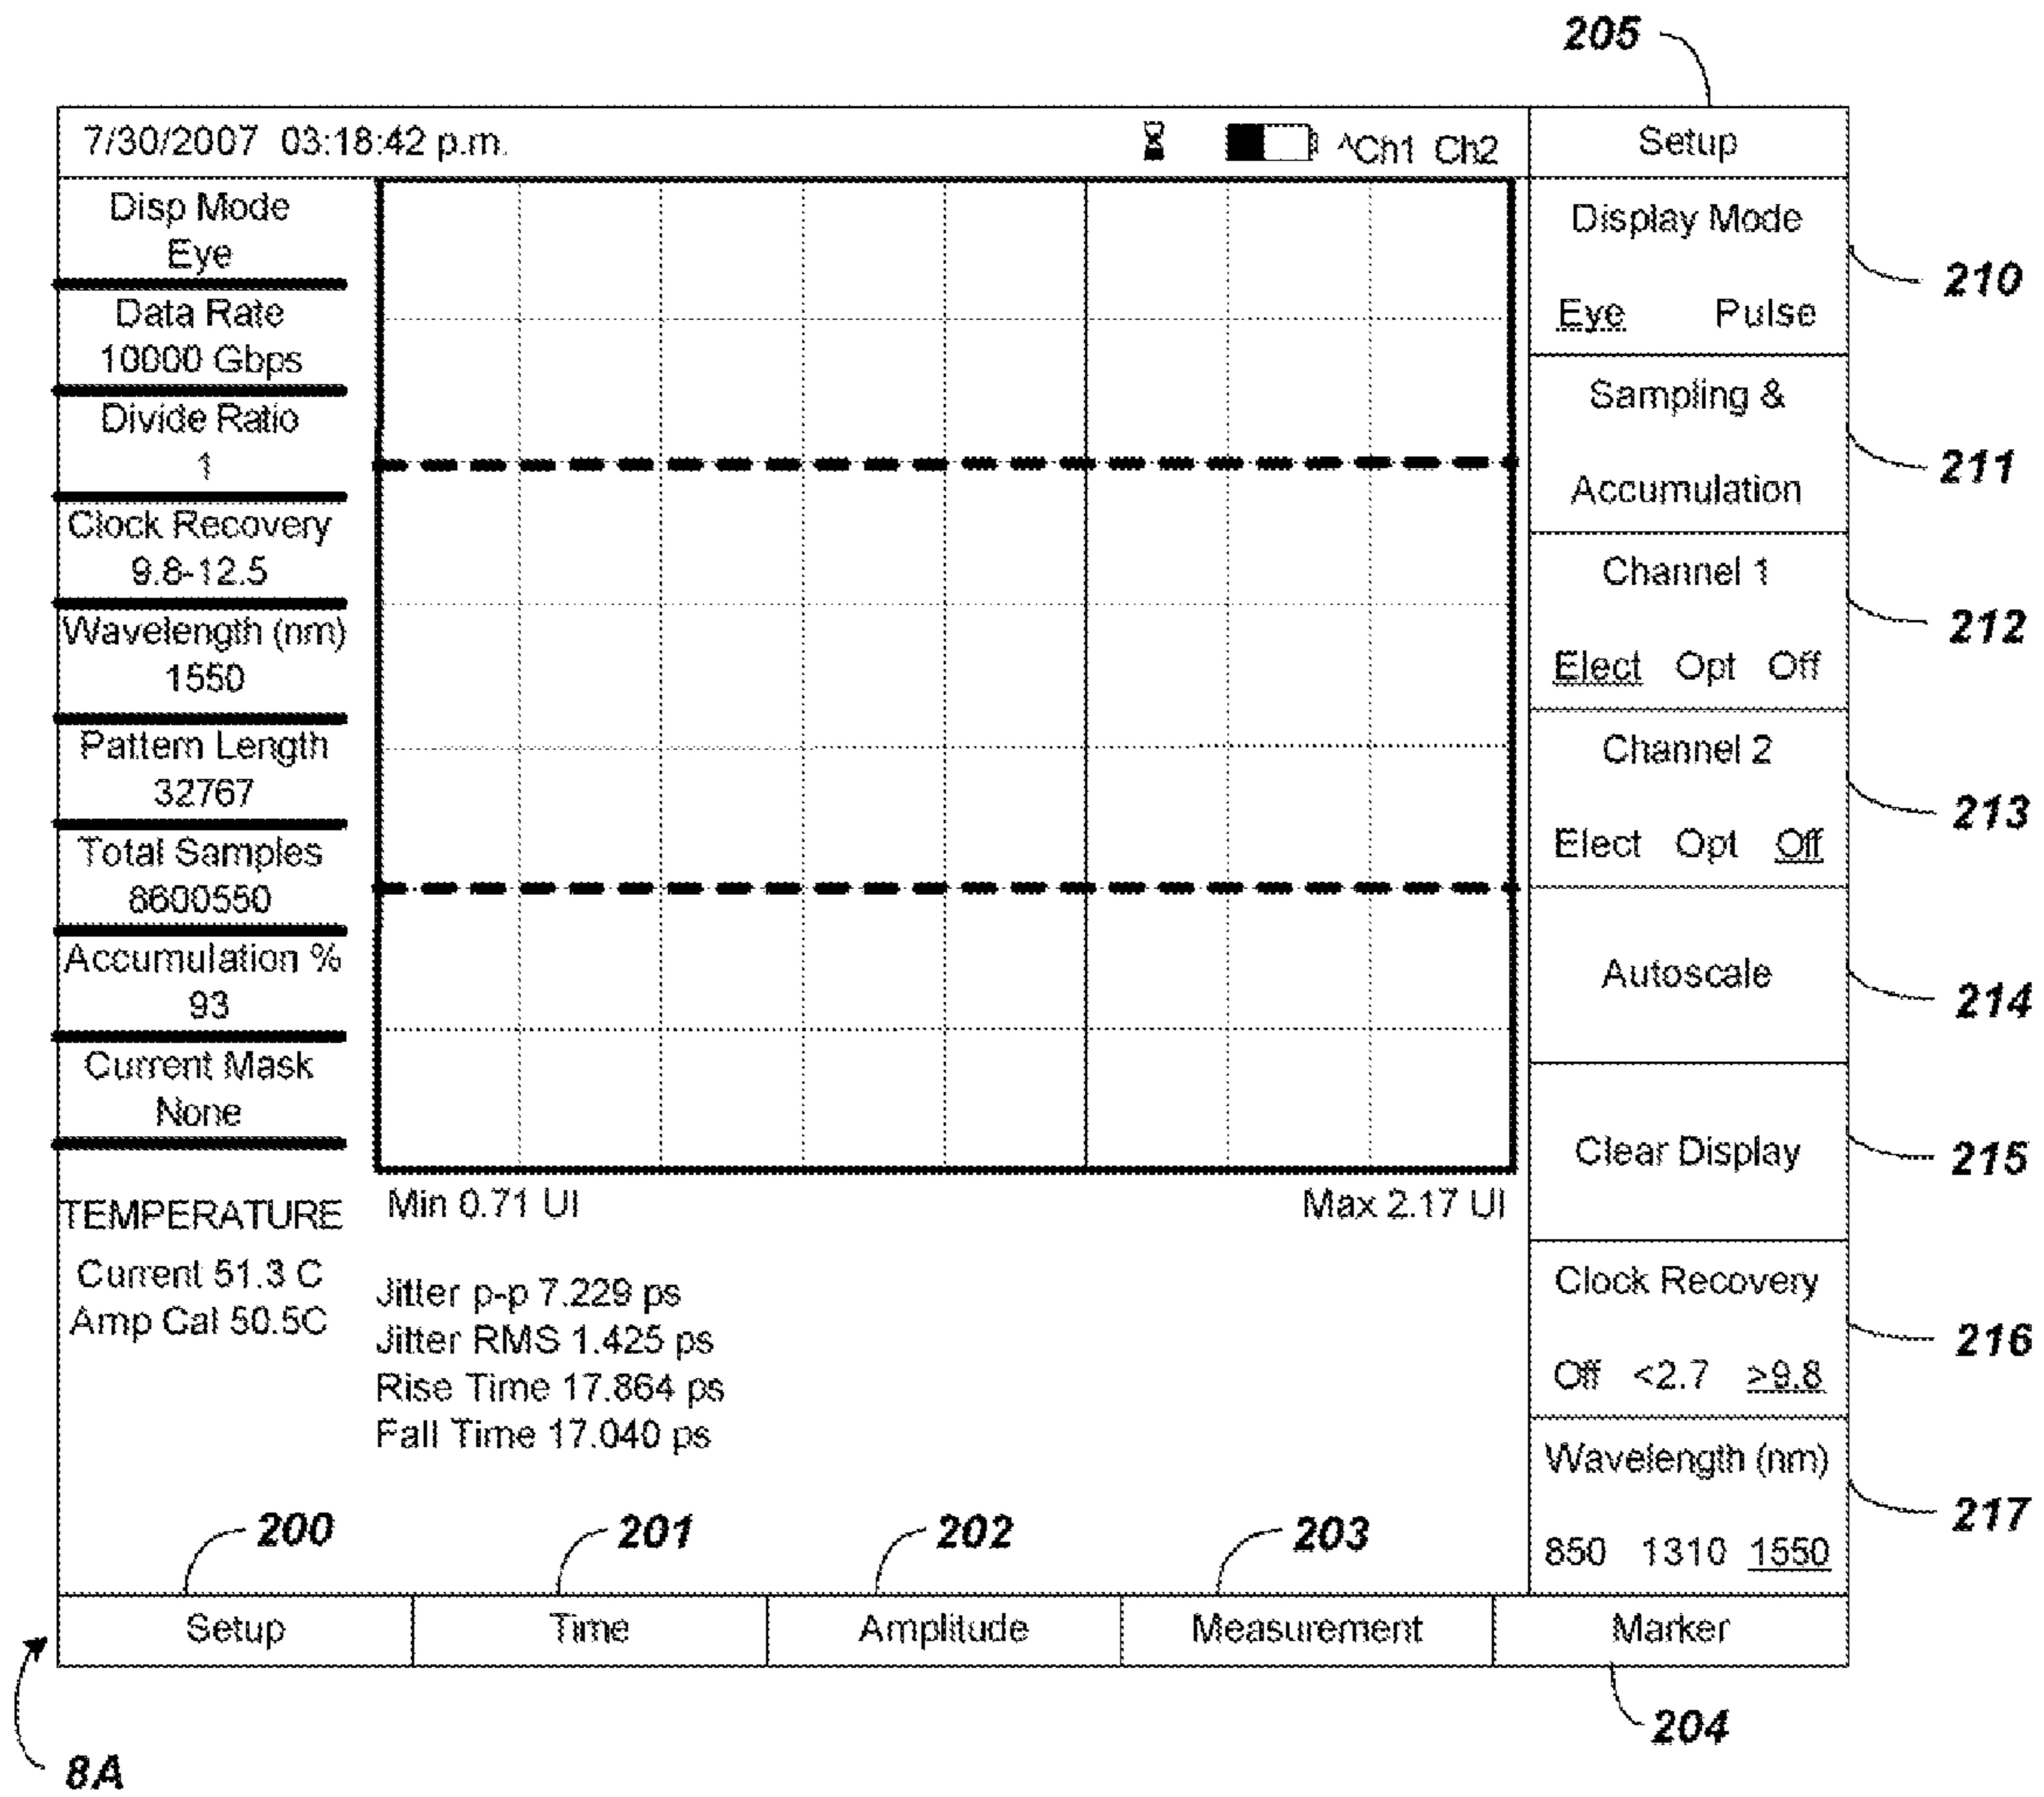 205
7/30/2007 03:18:42 p.m.
^Ch1 Ch2
Setup
Disp Mode
Eye
Data Rate
10000 Gbps
Divide Ratio
1
Clock Recovery
9.8-12.5
Wavelength (nm)
1550
Pattern Length
32767
Total Samples
8600550
Accumulation %
93
Current Mask
None
TEMPERATURE
Current 51.3 C
Amp Cal 50.5C
Min 0.71 UI
Max 2.17 UI
Jitter p-p 7.229 ps
Jitter RMS 1.425 ps
Rise Time 17.864 ps
Fall Time 17.040 ps
Display Mode
Eye Pulse
210
Sampling &
Accumulation
211
Channel 1
Elect Opt Off
212
Channel 2
Elect Opt Off
213
Autoscale
214
Clear Display
215
Clock Recovery
Off <2.7 ≥9.8
216
Wavelength (nm)
850 1310 1550
217
200
201
202
203
Setup
Time
Amplitude
Measurement
Marker
204
8A